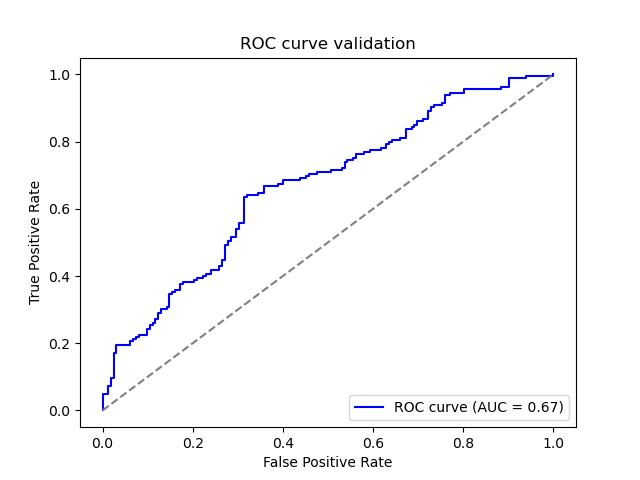 ROC curve validation
1.0
0.8
0.6
0.4
0.2
0.0
True Positive Rate
0.0 0.2 0.4 0.6 0.8 1.0
False Positive Rate
ROC curve (AUC = 0.67)